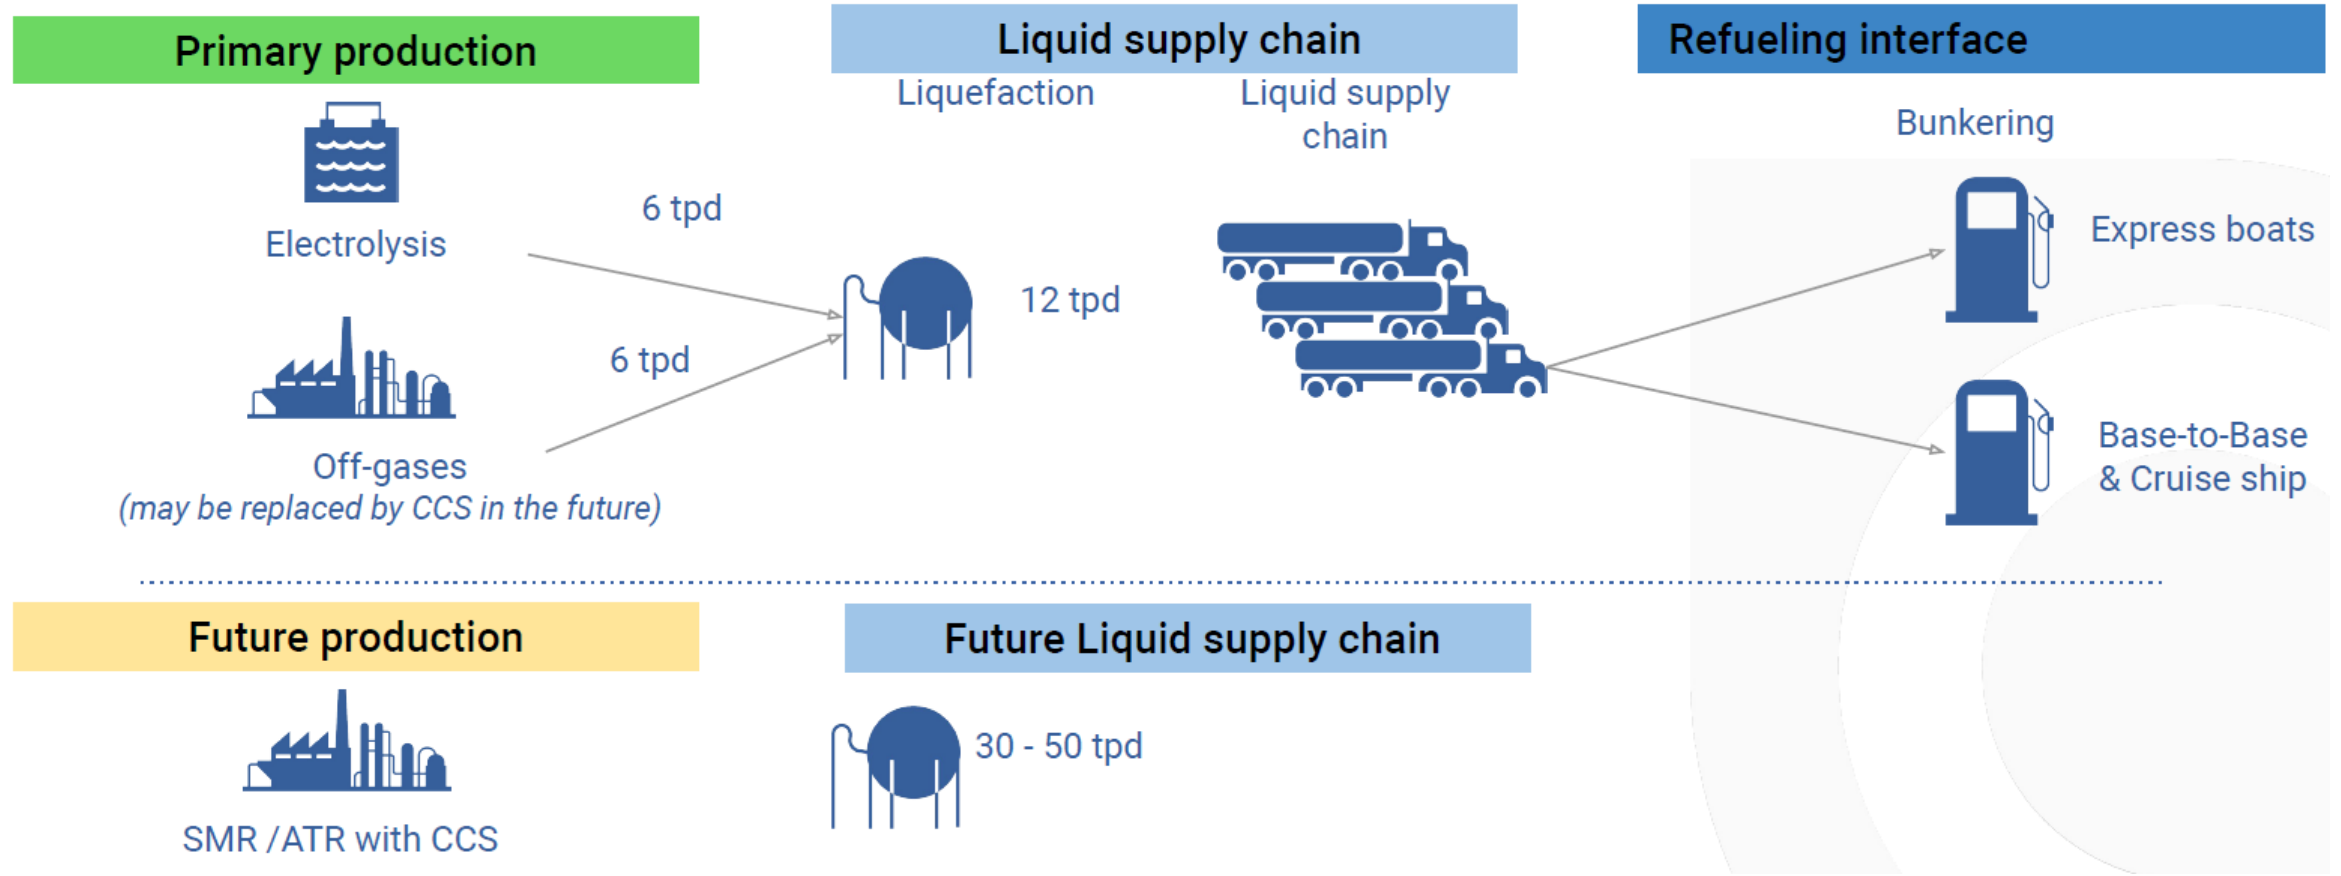 Primary production
Liquid supply chain
Refueling interface
Liquefaction
Liquid supply
chain
Bunkering
Electrolysis
6 tpd
Off-gases
(may be replaced by CCS in the future)
6 tpd
12 tpd
Express boats
Base-to-Base
& Cruise ship
Future production
Future Liquid supply chain
SMR /ATR with CCS
30 - 50 tpd